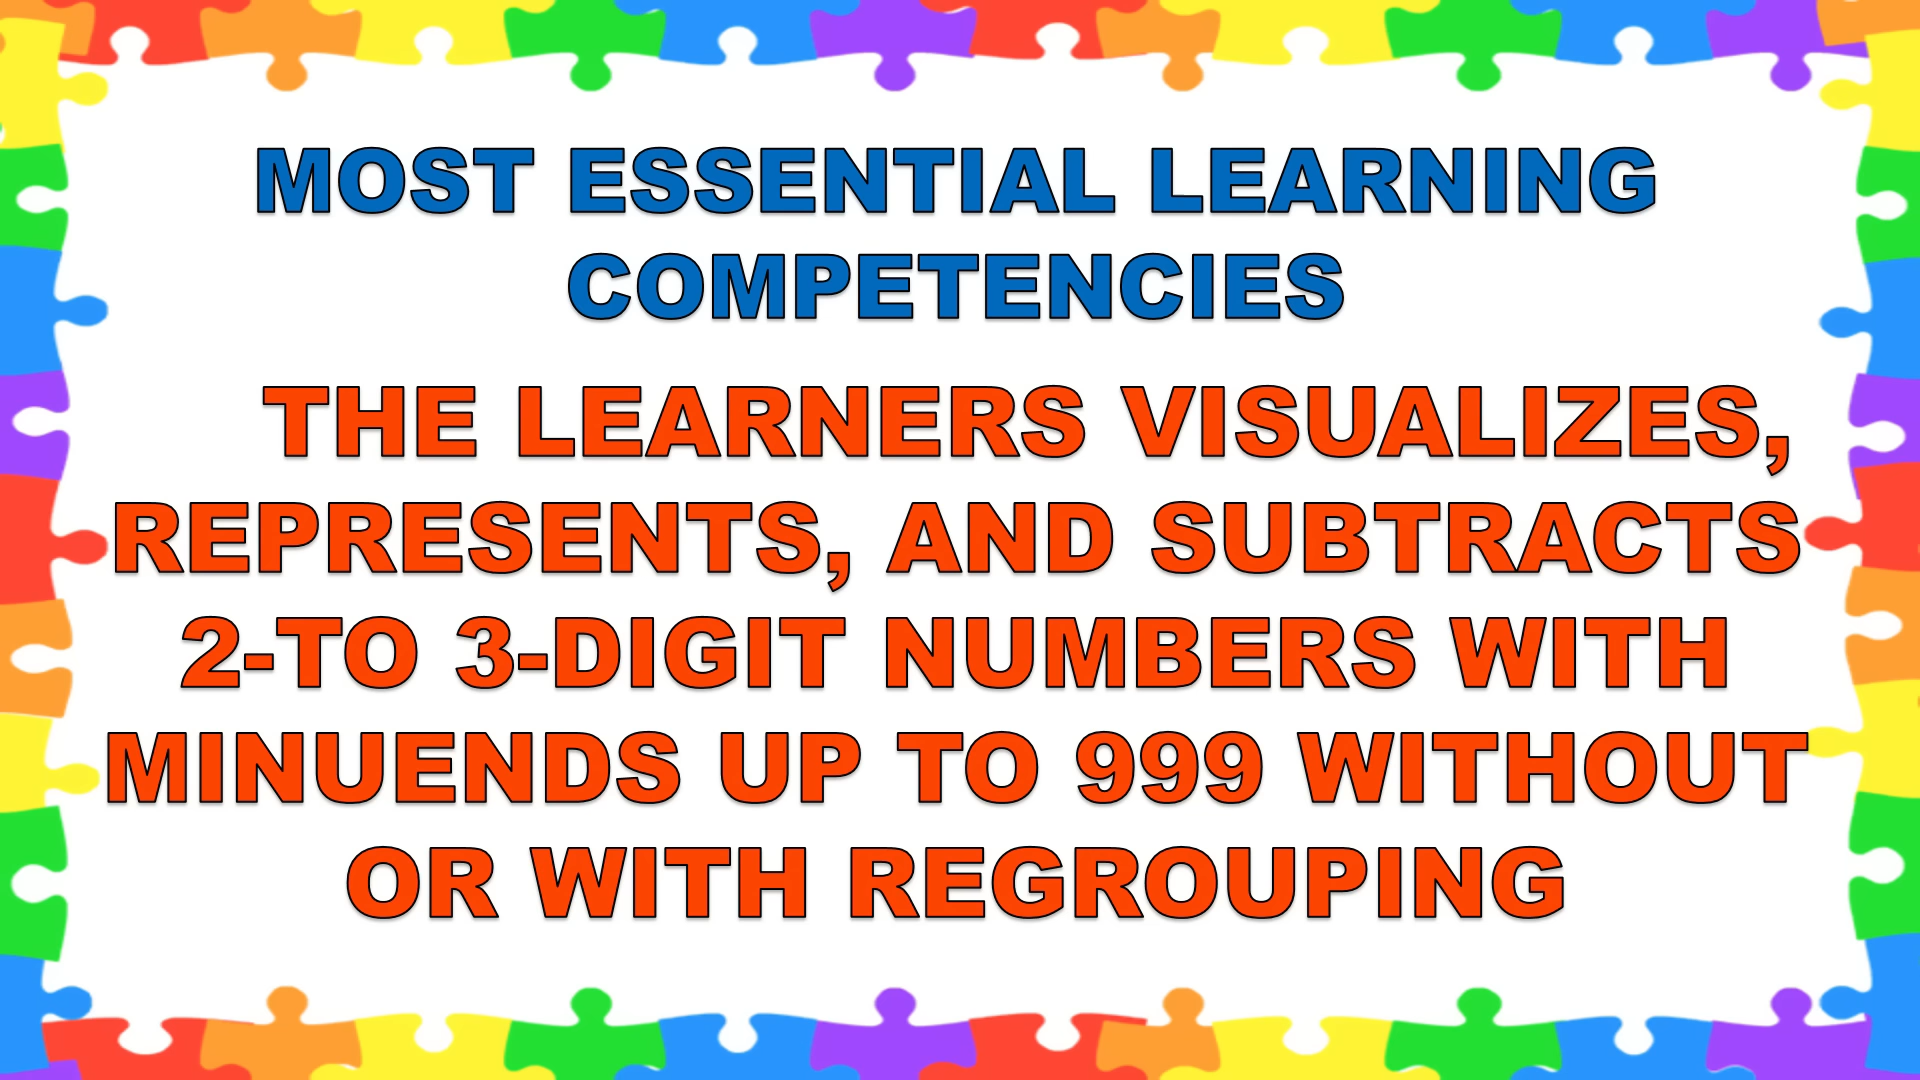 MOST ESSENTIAL LEARNING
COMPETENCIES
THE LEARNERS VISUALIZES,
REPRESENTS, AND SUBTRACTS
2-TO 3-DIGIT NUMBERS WITH
MINUENDS UP TO 999 WITHOUT
OR WITH REGROUPING